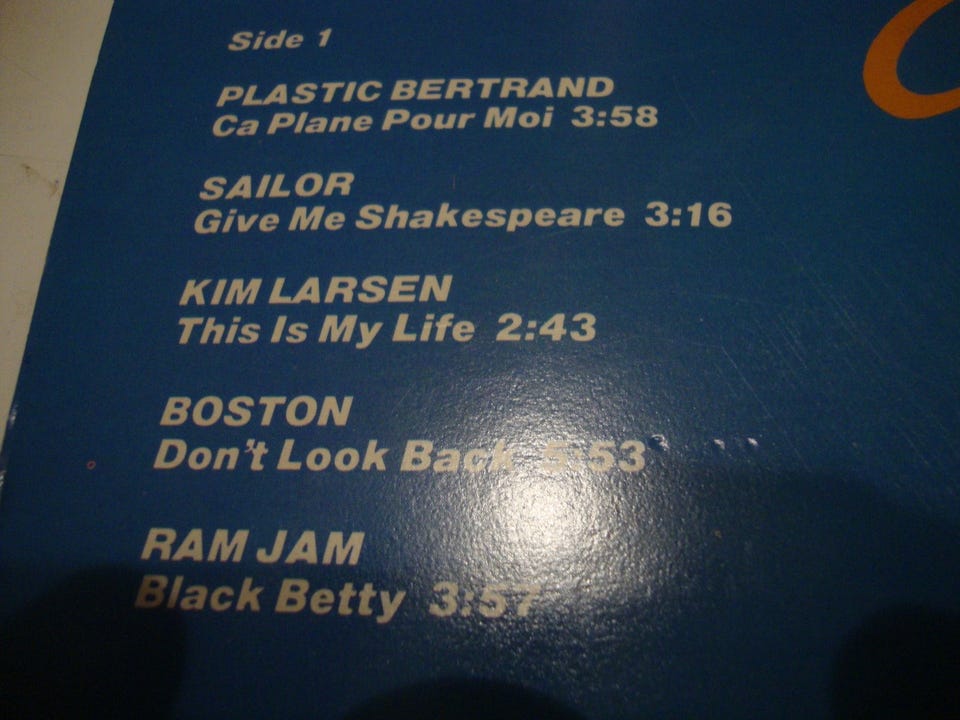 Side 1
PLASTIC BERTRAND
Ca Plane Pour Moi 3:58
SAILOR
Give Me Shakespeare 3:16
KIM LARSEN
This Is My Life 2:43
BOSTON
Don't Look Back 5:53
RAM JAM
Black Betty 3:57